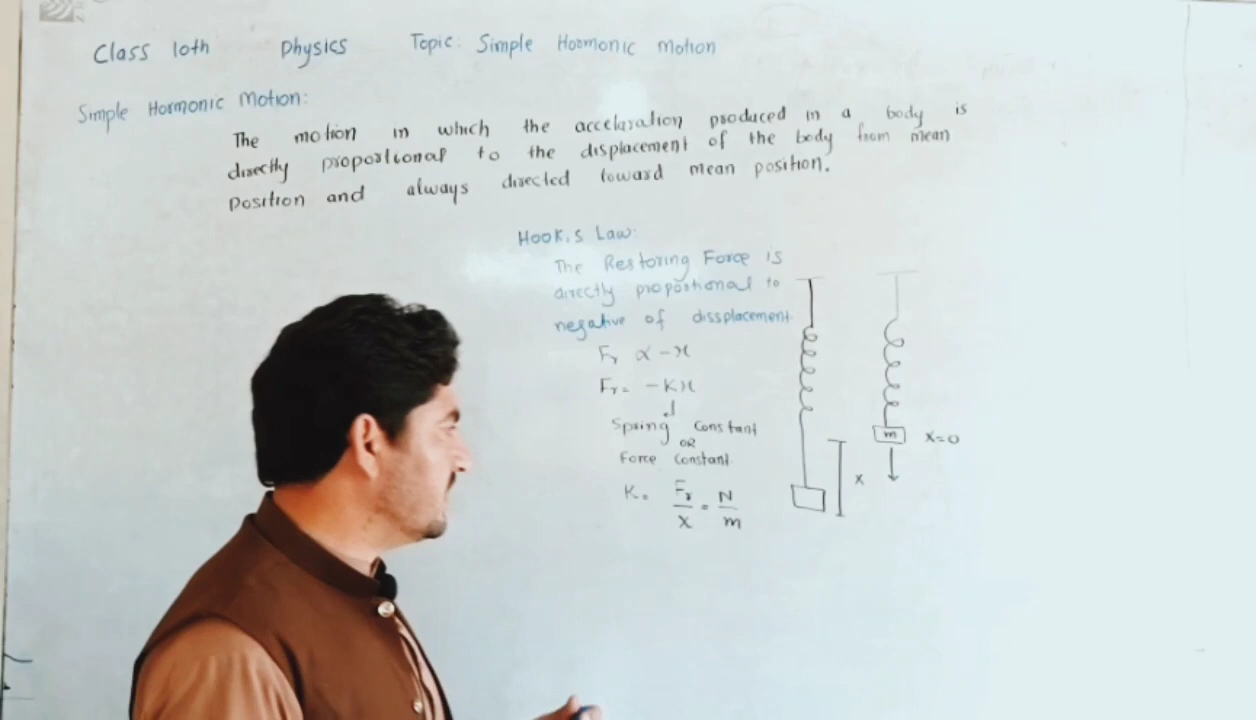 Class 10th Physics Topic: Simple Hormonic Motion
Simple Hormonic Motion:
The motion in which the accelaration produced in a body is
directly proportional to the displacement of the body from mean
position and always directed toward mean position.
Hook,s Law:
The Restoring Force is
directly proportional to
negative of dissplacement.
Fr ∝ -x
Fr = -Kx
Spring Constant
OR
Force Constant.
K = Fr/x = N/m
m
x=0
x